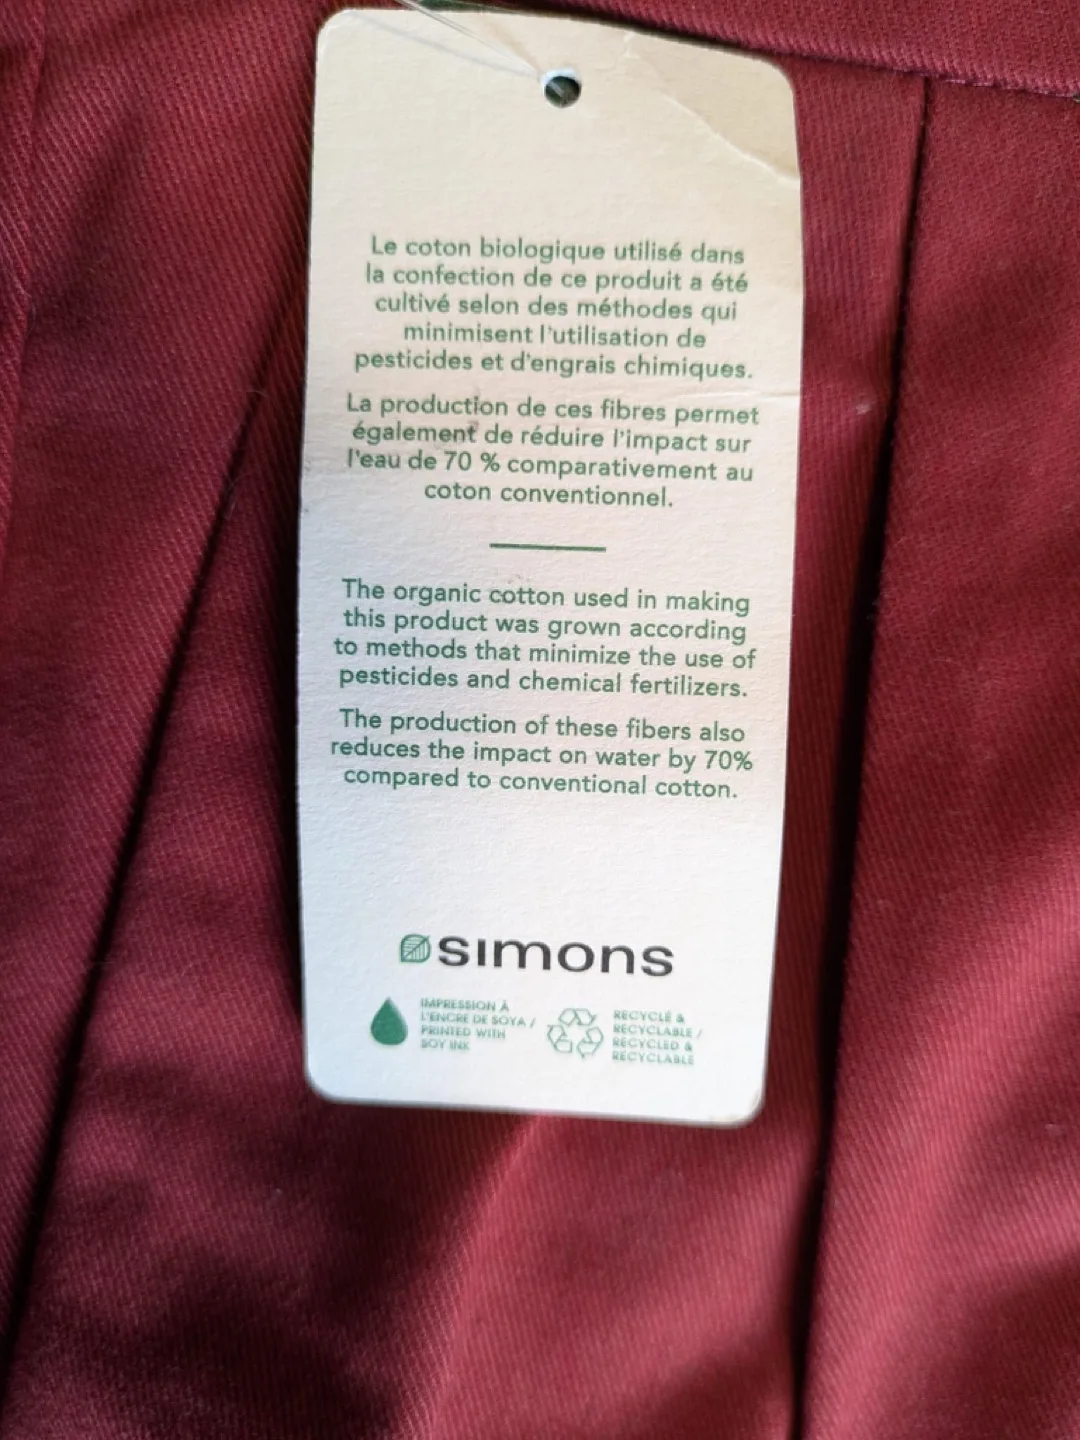 Le coton biologique utilisé dans
la confection de ce produit a été
cultivé selon des méthodes qui
minimisent l'utilisation de
pesticides et d'engrais chimiques.
La production de ces fibres permet
également de réduire l'impact sur
l'eau de 70 % comparativement au
coton conventionnel.
The organic cotton used in making
this product was grown according
to methods that minimize the use of
pesticides and chemical fertilizers.
The production of these fibers also
reduces the impact on water by 70%
compared to conventional cotton.
simons
IMPRESSION À
L'ENCRE DE SOYA /
PRINTED WITH
SOY INK
RECYCLÉ &
RECYCLABLE /
RECYCLED &
RECYCLABLE